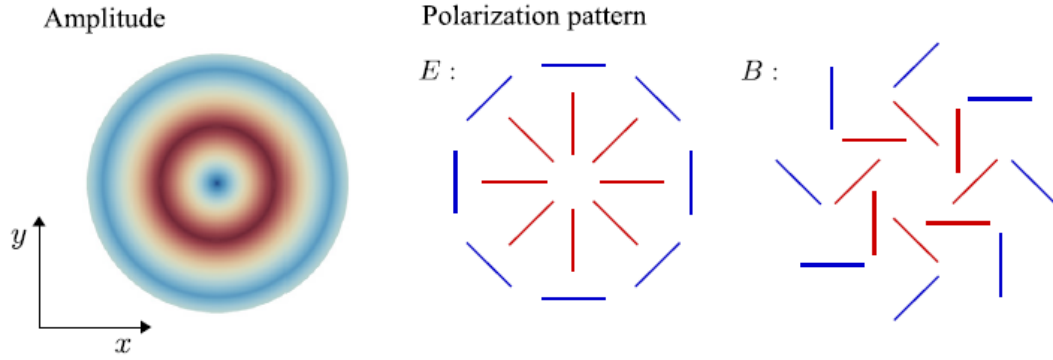 Amplitude
Polarization pattern
E :
B :
y
x